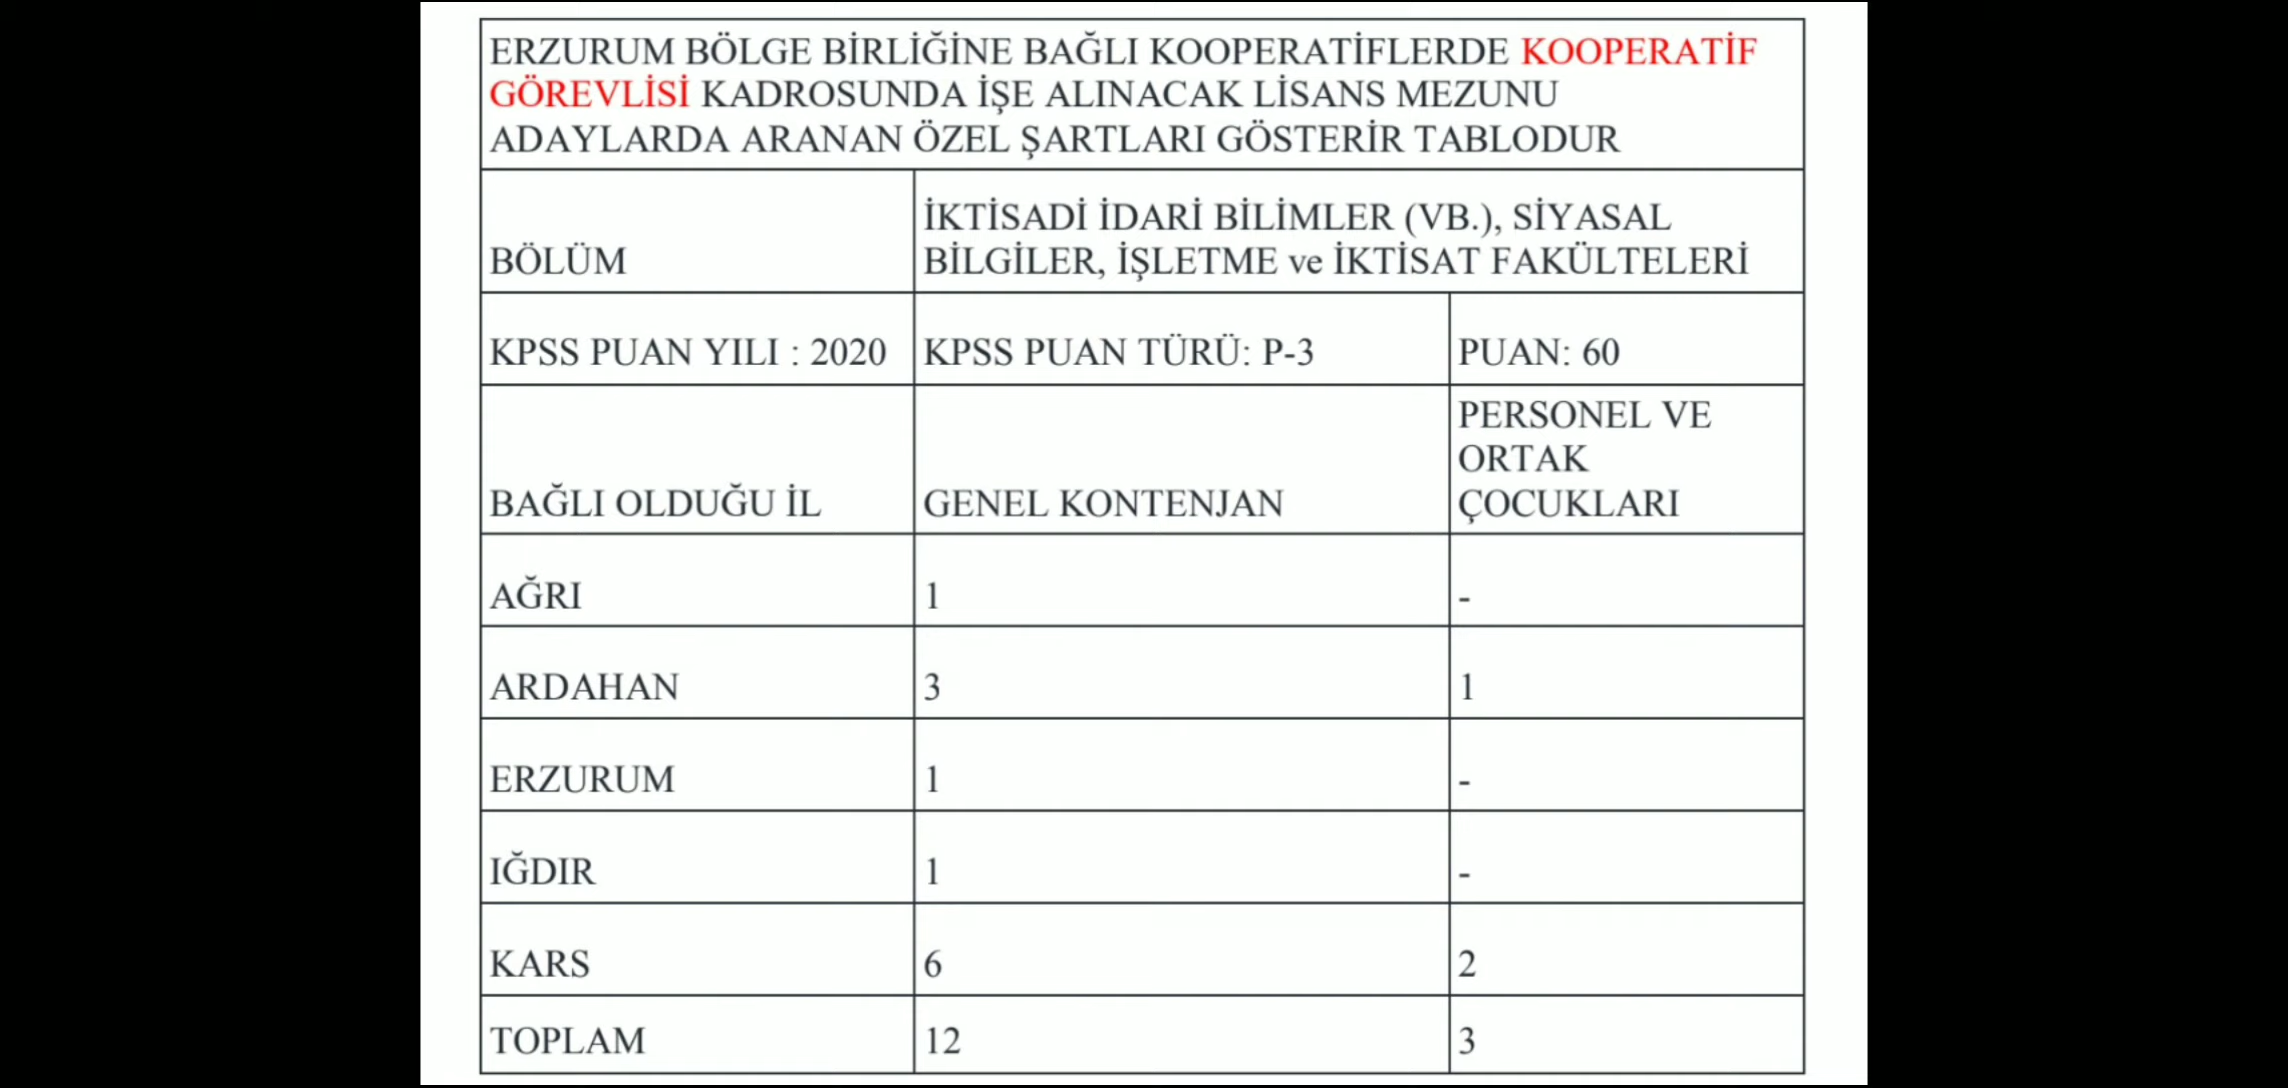 ERZURUM BÖLGE BİRLİĞİNE BAĞLI KOOPERATİFLERDE KOOPERATİF
GÖREVLİSİ KADROSUNDA İŞE ALINACAK LİSANS MEZUNU
ADAYLARDA ARANAN ÖZEL ŞARTLARI GÖSTERİR TABLODUR
BÖLÜM
İKTİSADİ İDARİ BİLİMLER (VB.), SİYASAL
BİLGİLER, İŞLETME ve İKTİSAT FAKÜLTELERİ
KPSS PUAN YILI : 2020
KPSS PUAN TÜRÜ: P-3
PUAN: 60
BAĞLI OLDUĞU İL
GENEL KONTENJAN
PERSONEL VE
ORTAK
ÇOCUKLARI
AĞRI
1
-
ARDAHAN
3
1
ERZURUM
1
-
IĞDIR
1
-
KARS
6
2
TOPLAM
12
3